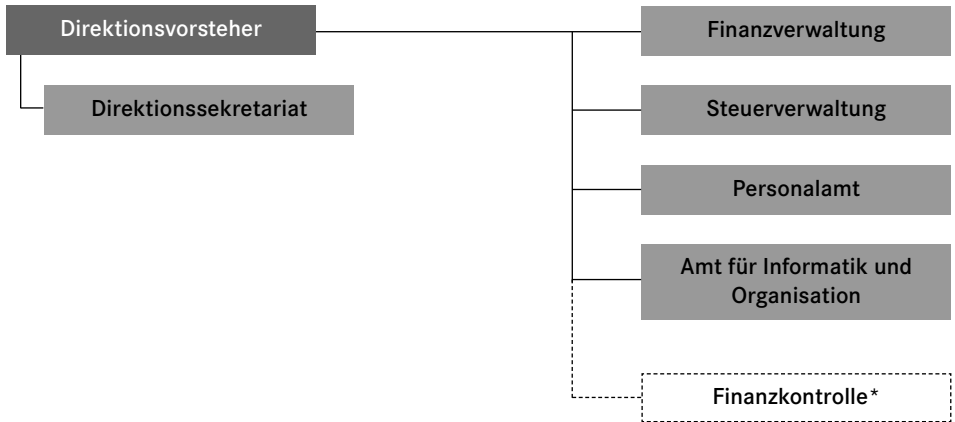 Direktionsvorsteher
Direktionssekretariat
Finanzverwaltung
Steuerverwaltung
Personalamt
Amt für Informatik und
Organisation
Finanzkontrolle*